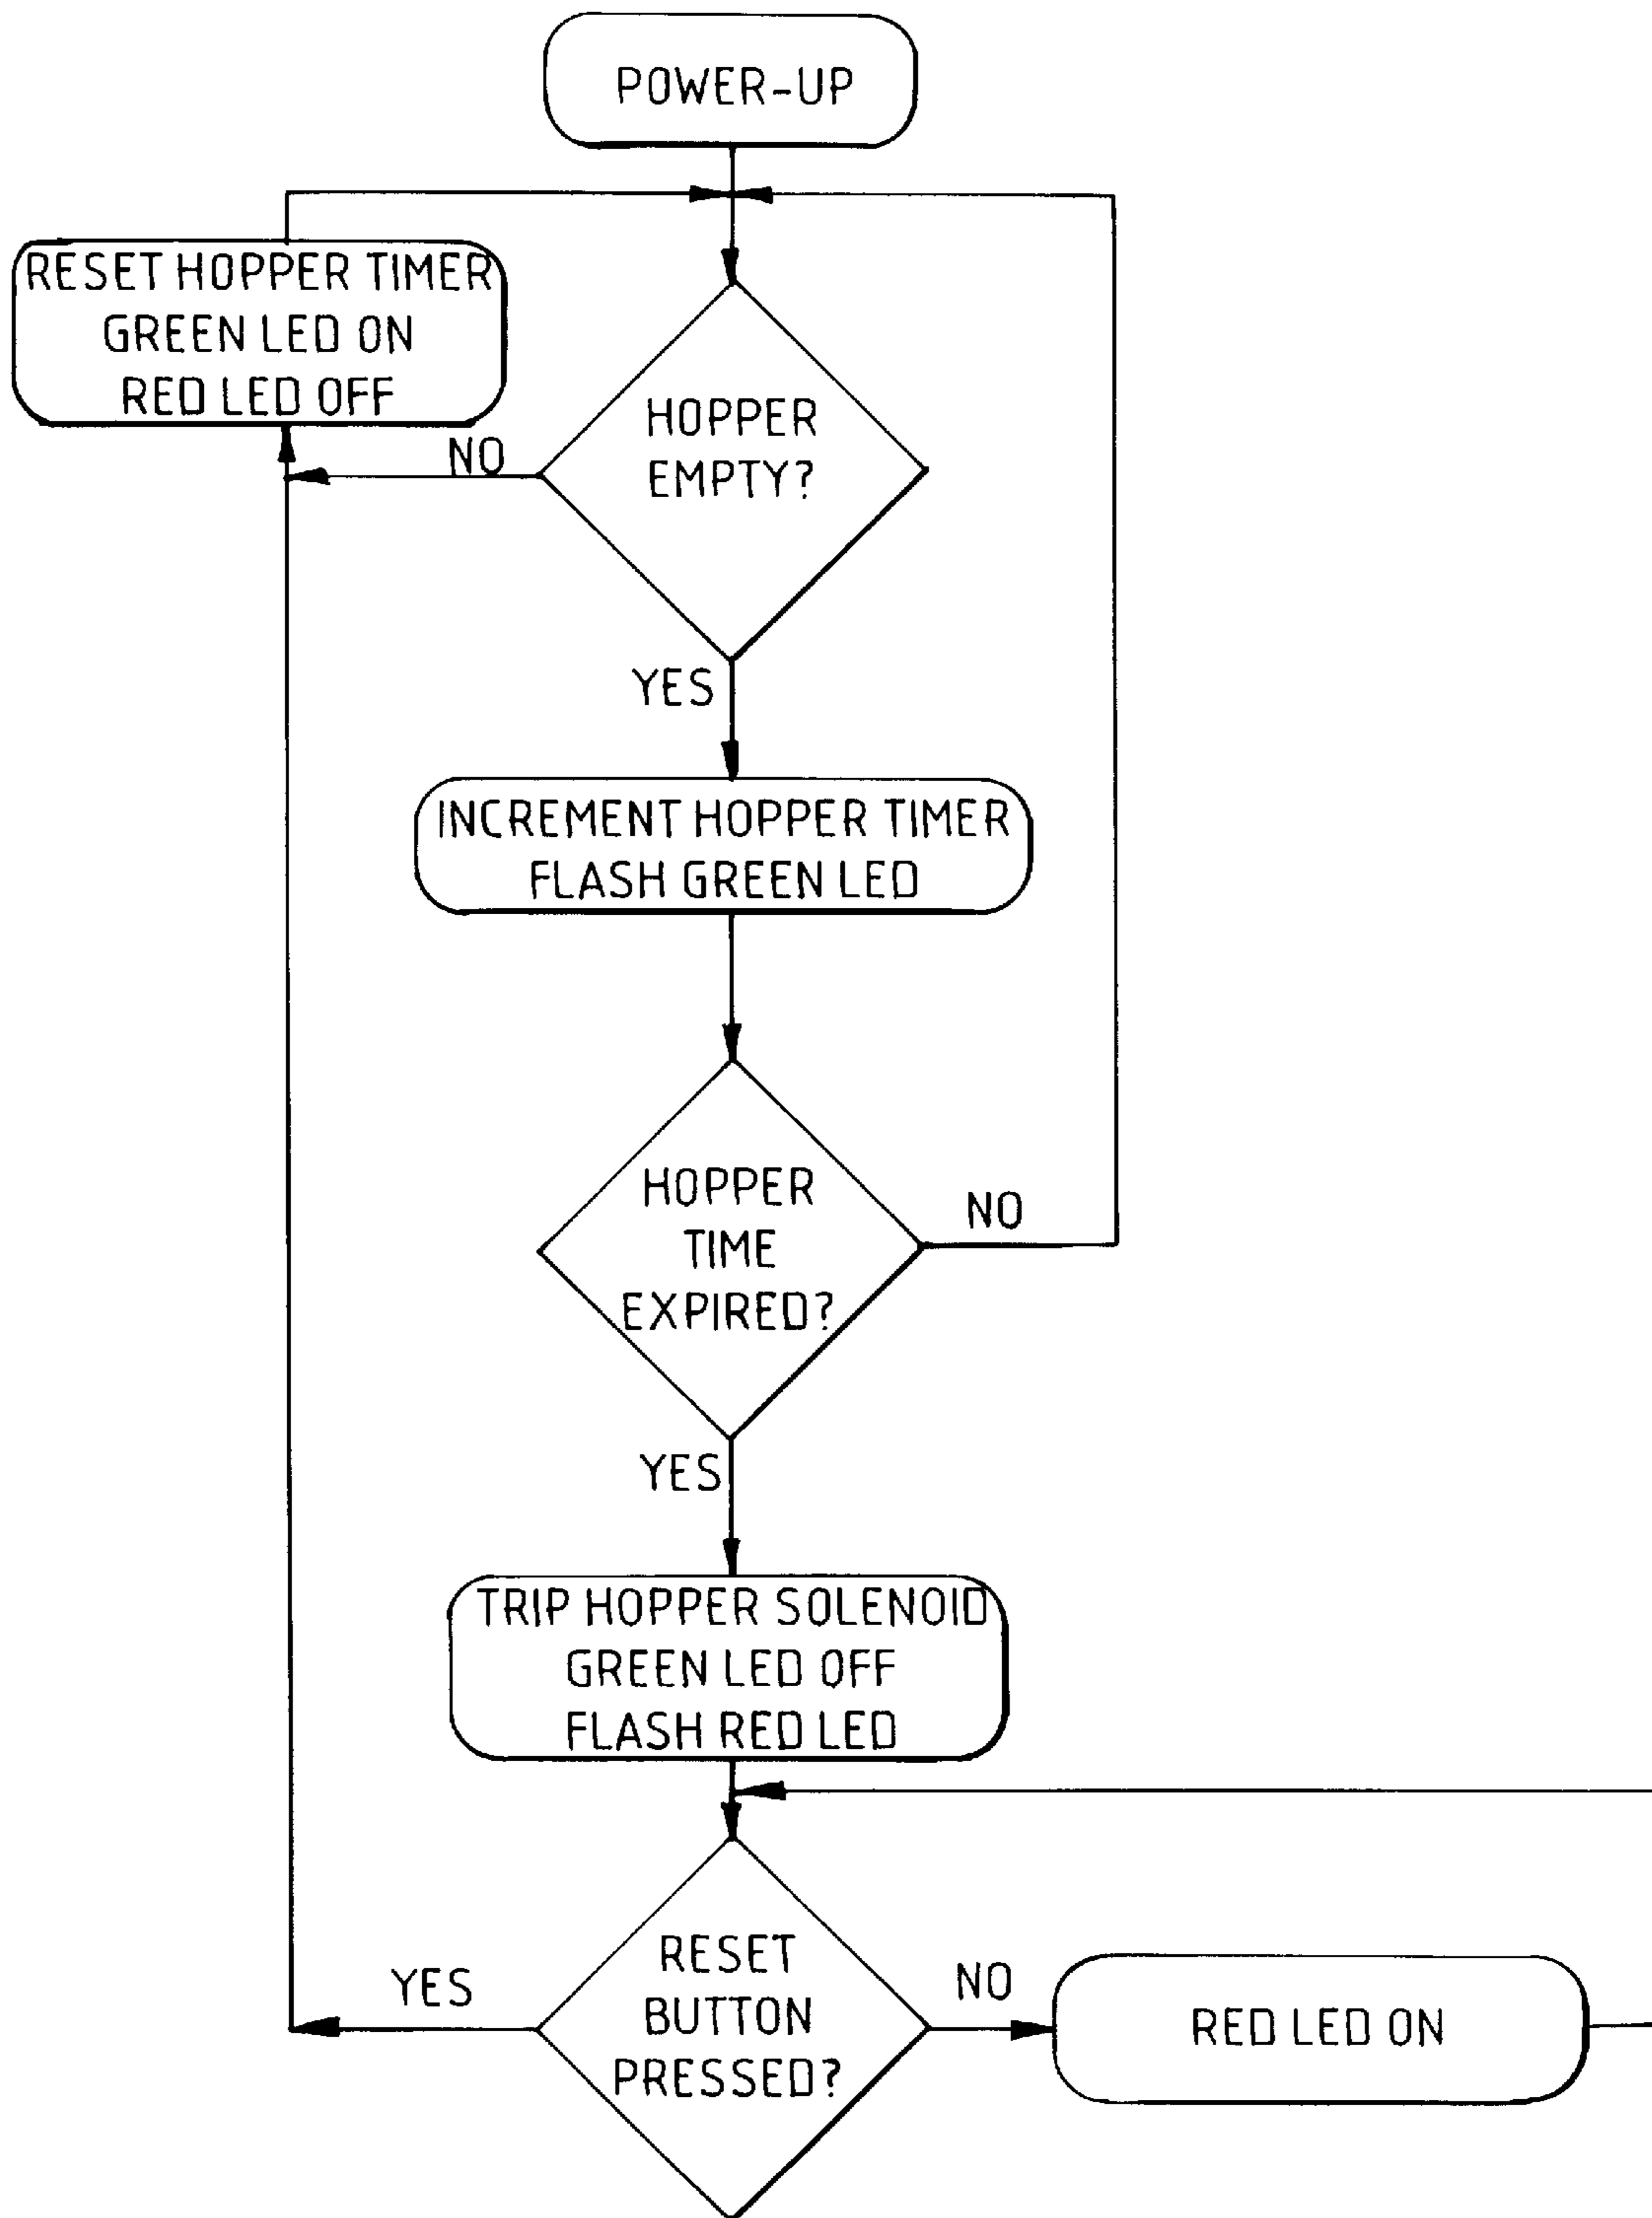 POWER-UP
RESET HOPPER TIMER
GREEN LED ON
RED LED OFF
HOPPER
EMPTY?
NO
YES
INCREMENT HOPPER TIMER
FLASH GREEN LED
HOPPER
TIME
EXPIRED?
NO
YES
TRIP HOPPER SOLENOID
GREEN LED OFF
FLASH RED LED
RESET
BUTTON
PRESSED?
YES
NO
RED LED ON